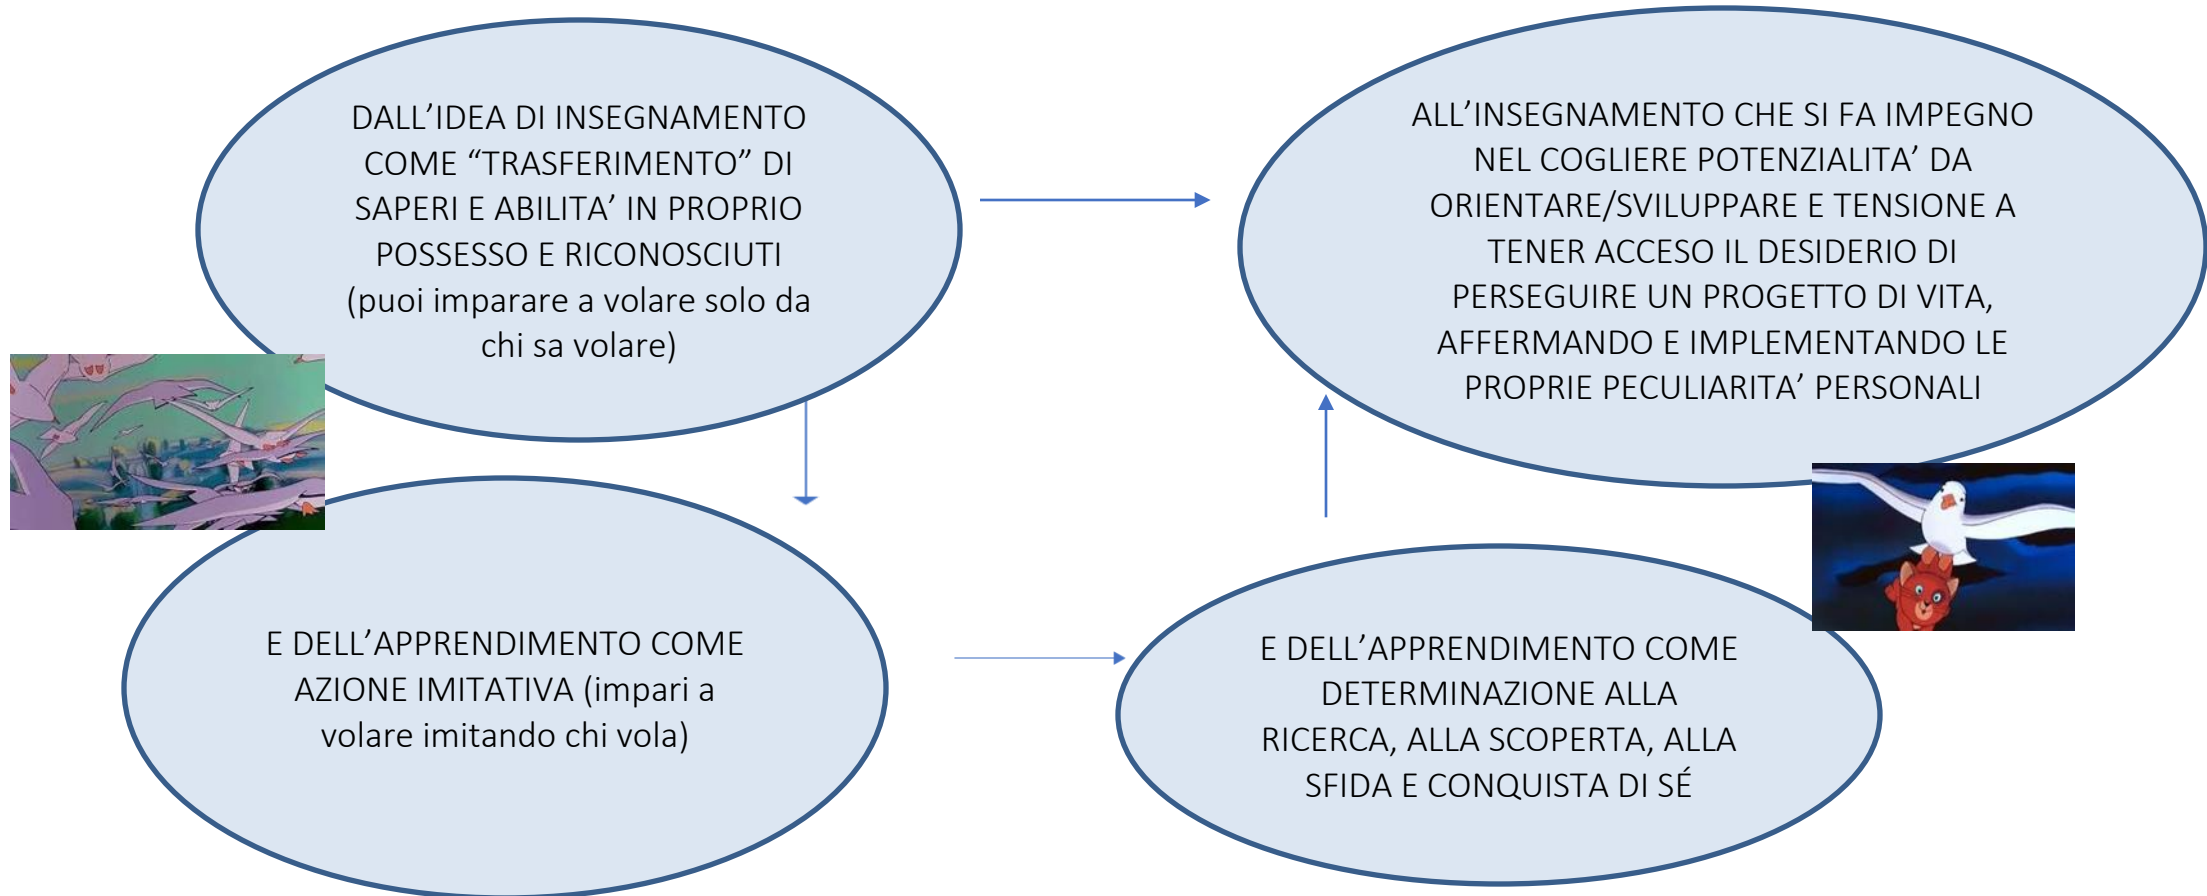 DALL’IDEA DI INSEGNAMENTO
COME “TRASFERIMENTO” DI
SAPERI E ABILITA’ IN PROPRIO
POSSESSO E RICONOSCIUTI
(puoi imparare a volare solo da
chi sa volare)
ALL’INSEGNAMENTO CHE SI FA IMPEGNO
NEL COGLIERE POTENZIALITA’ DA
ORIENTARE/SVILUPPARE E TENSIONE A
TENER ACCESO IL DESIDERIO DI
PERSEGUIRE UN PROGETTO DI VITA,
AFFERMANDO E IMPLEMENTANDO LE
PROPRIE PECULIARITA’ PERSONALI
E DELL’APPRENDIMENTO COME
AZIONE IMITATIVA (impari a
volare imitando chi vola)
E DELL’APPRENDIMENTO COME
DETERMINAZIONE ALLA
RICERCA, ALLA SCOPERTA, ALLA
SFIDA E CONQUISTA DI SÉ